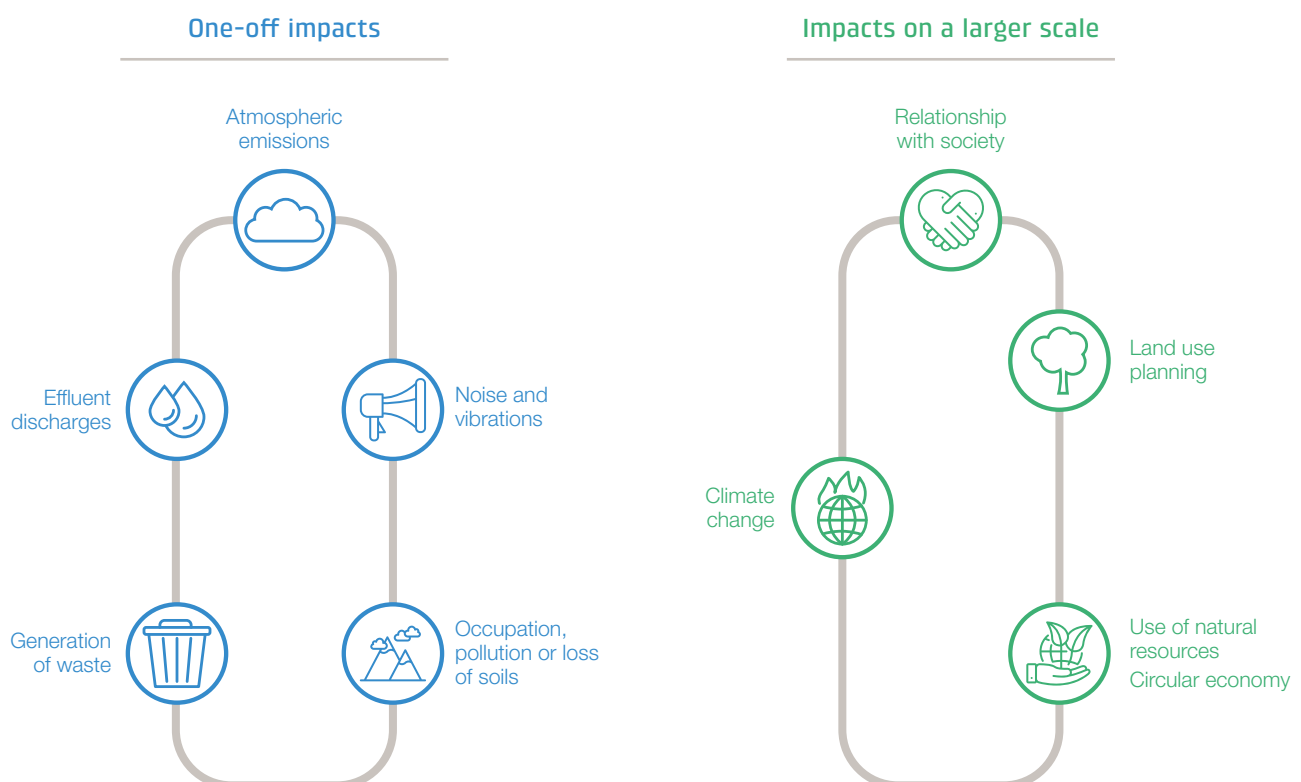 One-off impacts
Atmospheric
emissions
Effluent
discharges
Noise and
vibrations
Generation
of waste
Occupation,
pollution or loss
of soils
Impacts on a larger scale
Relationship
with society
Land use
planning
Climate
change
Use of natural
resources
Circular economy